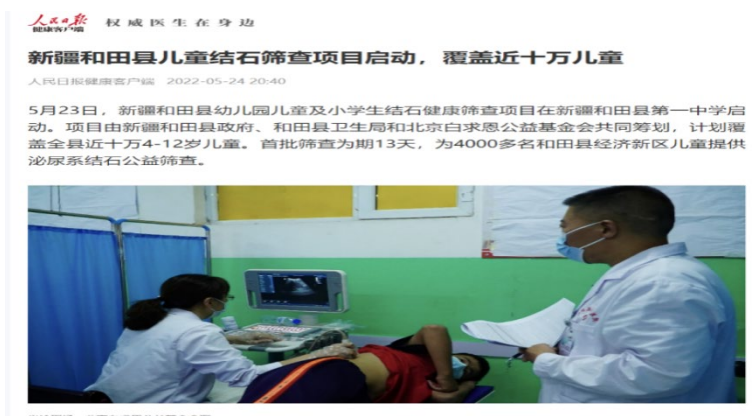 人民日报
健康客户端
权威医生在身边
新疆和田县儿童结石筛查项目启动，覆盖近十万儿童
人民日报健康客户端 2022-05-24 20:40
5月23日，新疆和田县幼儿园儿童及小学生结石健康筛查项目在新疆和田县第一中学启
动。项目由新疆和田县政府、和田县卫生局和北京白求恩公益基金会共同筹划，计划覆
盖全县近十万4-12岁儿童。首批筛查为期13天，为4000多名和田县经济新区儿童提供
泌尿系结石公益筛查。